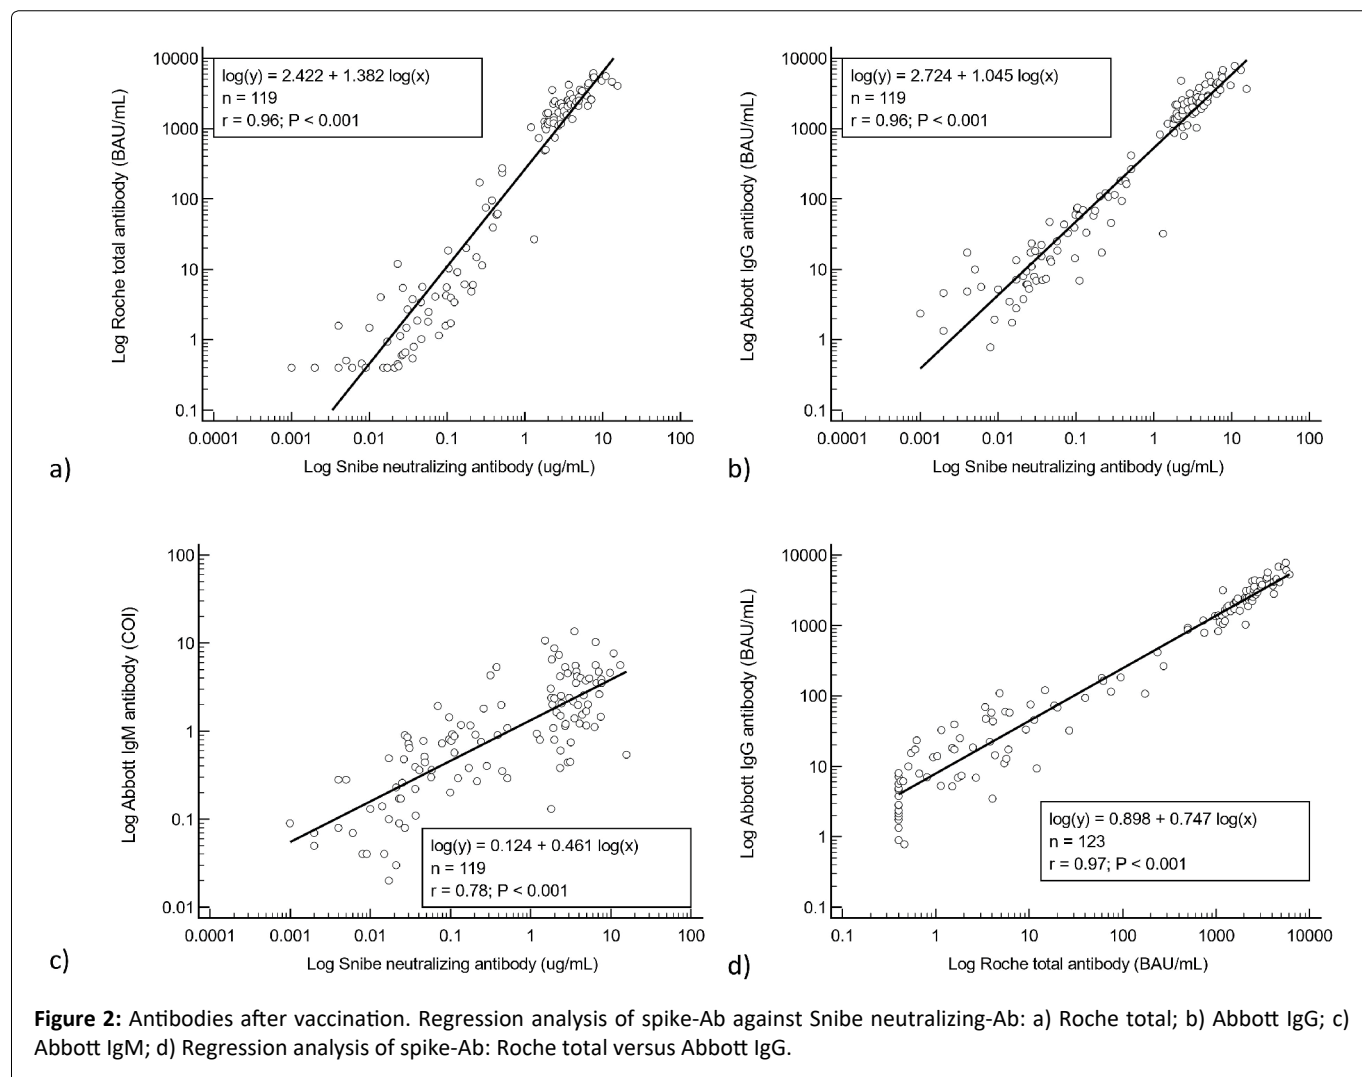 10000
1000
100
10
1
0.1
Log Roche total antibody (BAU/mL)
log(y) = 2.422 + 1.382 log(x)
n = 119
r = 0.96; P < 0.001
0.0001 0.001 0.01 0.1 1 10 100
Log Snibe neutralizing antibody (ug/mL)
a)
10000
1000
100
10
1
0.1
Log Abbott IgG antibody (BAU/mL)
log(y) = 2.724 + 1.045 log(x)
n = 119
r = 0.96; P < 0.001
0.0001 0.001 0.01 0.1 1 10 100
Log Snibe neutralizing antibody (ug/mL)
b)
100
10
1
0.1
0.01
Log Abbott IgM antibody (COI)
log(y) = 0.124 + 0.461 log(x)
n = 119
r = 0.78; P < 0.001
0.0001 0.001 0.01 0.1 1 10 100
Log Snibe neutralizing antibody (ug/mL)
c)
10000
1000
100
10
1
0.1
Log Abbott IgG antibody (BAU/mL)
log(y) = 0.898 + 0.747 log(x)
n = 123
r = 0.97; P < 0.001
0.1 1 10 100 1000 10000
Log Roche total antibody (BAU/mL)
d)
Figure 2: Antibodies after vaccination. Regression analysis of spike-Ab against Snibe neutralizing-Ab: a) Roche total; b) Abbott IgG; c)
Abbott IgM; d) Regression analysis of spike-Ab: Roche total versus Abbott IgG.